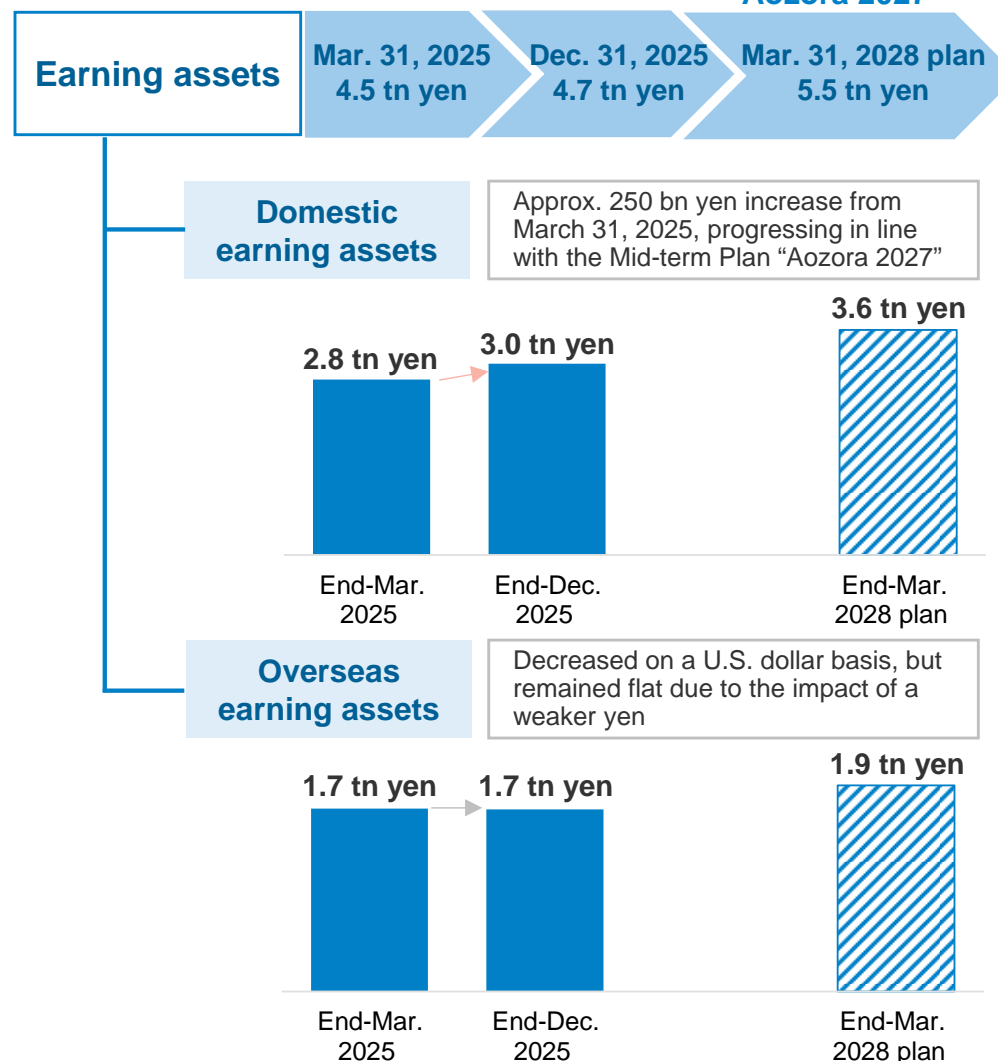 Aozora 2027
Earning assets
Mar. 31, 2025
4.5 tn yen
Dec. 31, 2025
4.7 tn yen
Mar. 31, 2028 plan
5.5 tn yen
Domestic
earning assets
Approx. 250 bn yen increase from
March 31, 2025, progressing in line
with the Mid-term Plan “Aozora 2027”
2.8 tn yen
3.0 tn yen
3.6 tn yen
End-Mar.
2025
End-Dec.
2025
End-Mar.
2028 plan
Overseas
earning assets
Decreased on a U.S. dollar basis, but
remained flat due to the impact of a
weaker yen
1.7 tn yen
1.7 tn yen
1.9 tn yen
End-Mar.
2025
End-Dec.
2025
End-Mar.
2028 plan